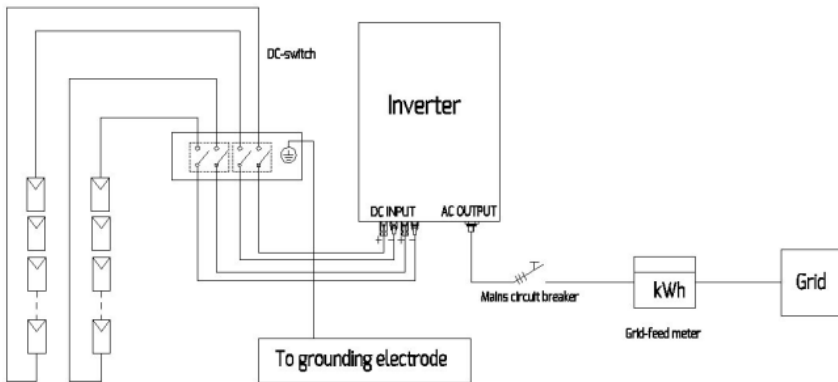 DC-switch
Inverter
DC INPUT
AC OUTPUT
+ - + -
Mains circuit breaker
kWh
Grid-feed meter
Grid
To grounding electrode